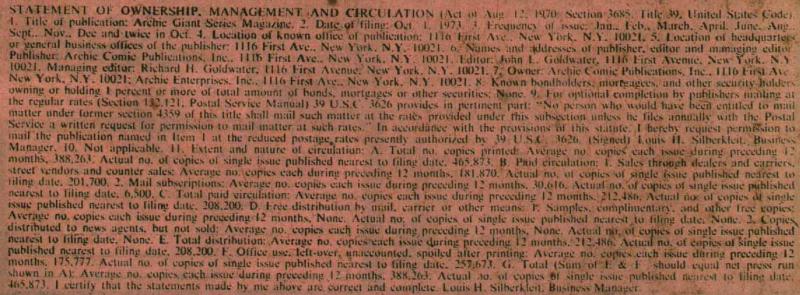 STATEMENT OF OWNERSHIP, MANAGEMENT AND CIRCULATION (Act of Aug. 12, 1970: Section 3685. Title 39, United States Code).
1. Title of publication: Archie Giant Series Magazine. 2. Date of filing: Oct. 1, 1973. 3. Frequency of issue: Jan., Feb., March, April, June, Aug.,
Sept., Nov., Dec and twice in Oct. 4. Location of known office of publication: 1116 First Ave., New York, N.Y. 10021. 5. Location of headquarters
or general business offices of the publisher: 1116 First Ave., New York, N.Y. 10021. 6. Names and addresses of publisher, editor and managing editor:
Publisher: Archie Comic Publications, Inc., 1116 First Ave., New York, N.Y. 10021. Editor: John L. Goldwater, 1116 First Avenue, New York, N.Y.
10021. Managing editor: Richard H. Goldwater, 1116 First Avenue, New York, N.Y. 10021. 7. Owner: Archie Comic Publications, Inc., 1116 First Ave.,
New York, N.Y. 10021; Archie Enterprises, Inc., 1116 First Ave., New York, N.Y. 10021. 8. Known bondholders, mortgagees, and other security holders
owning or holding 1 percent or more of total amount of bonds, mortgages or other securities: None. 9. For optional completion by publishers mailing at
the regular rates (Section 132.121, Postal Service Manual) 39 U.S.C. 3626 provides in pertinent part: "No person who would have been entitled to mail
matter under former section 4359 of this title shall mail such matter at the rates provided under this subsection unless he files annually with the Postal
Service a written request for permission to mail matter at such rates." In accordance with the provisions of this statute, I hereby request permission to
mail the publication named in Item 1 at the reduced postage rates presently authorized by 39 U.S.C. 3626. (Signed) Louis H. Silberkleit, Business
Manager. 10. Not applicable. 11. Extent and nature of circulation: A. Total no. copies printed: Average no. copies each issue during preceding 12
months, 388,263. Actual no. of copies of single issue published nearest to filing date, 465,873. B. Paid circulation: 1. Sales through dealers and carriers,
street vendors and counter sales: Average no. copies each during preceding 12 months, 181,870. Actual no. of copies of single issue published nearest to
filing date, 201,700. 2. Mail subscriptions: Average no. copies each issue during preceding 12 months, 30,616. Actual no. of copies of single issue published
nearest to filing date, 6,500. C. Total paid circulation: Average no. copies each issue during preceding 12 months, 212,486. Actual no. of copies of single
issue published nearest to filing date, 208,200. D. Free distribution by mail, carrier or other means: 1. Samples, complimentary, and other free copies:
Average no. copies each issue during preceding 12 months, None. Actual no. of copies of single issue published nearest to filing date, None. 2. Copies
distributed to news agents, but not sold: Average no. copies each issue during preceding 12 months, None. Actual no. of copies of single issue published
nearest to filing date, None. E. Total distribution: Average no. copies each issue during preceding 12 months, 212,486. Actual no. of copies of single issue
published nearest to filing date, 208,200. F. Office use, left-over, unaccounted, spoiled after printing: Average no. copies each issue during preceding 12
months, 175,777. Actual no. of copies of single issue published nearest to filing date, 257,673. G. Total (Sum of E & F—should equal net press run
shown in A): Average no. copies each issue during preceding 12 months, 388,263. Actual no. of copies of single issue published nearest to filing date,
465,873. I certify that the statements made by me above are correct and complete. Louis H. Silberkleit, Business Manager.